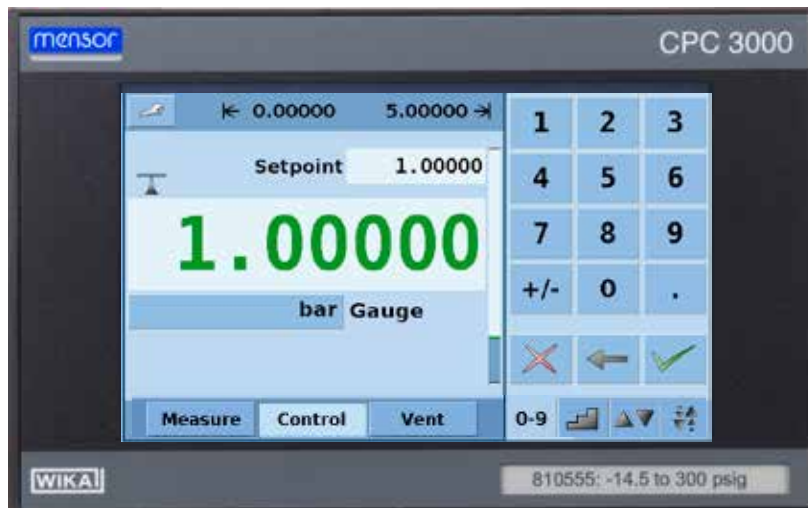 mensor
CPC 3000
0.00000 5.00000
Setpoint 1.00000
1.00000
bar Gauge
Measure Control Vent
1 2 3
4 5 6
7 8 9
+/- 0 .
0-9
WIKA
810555: -14.5 to 300 psig